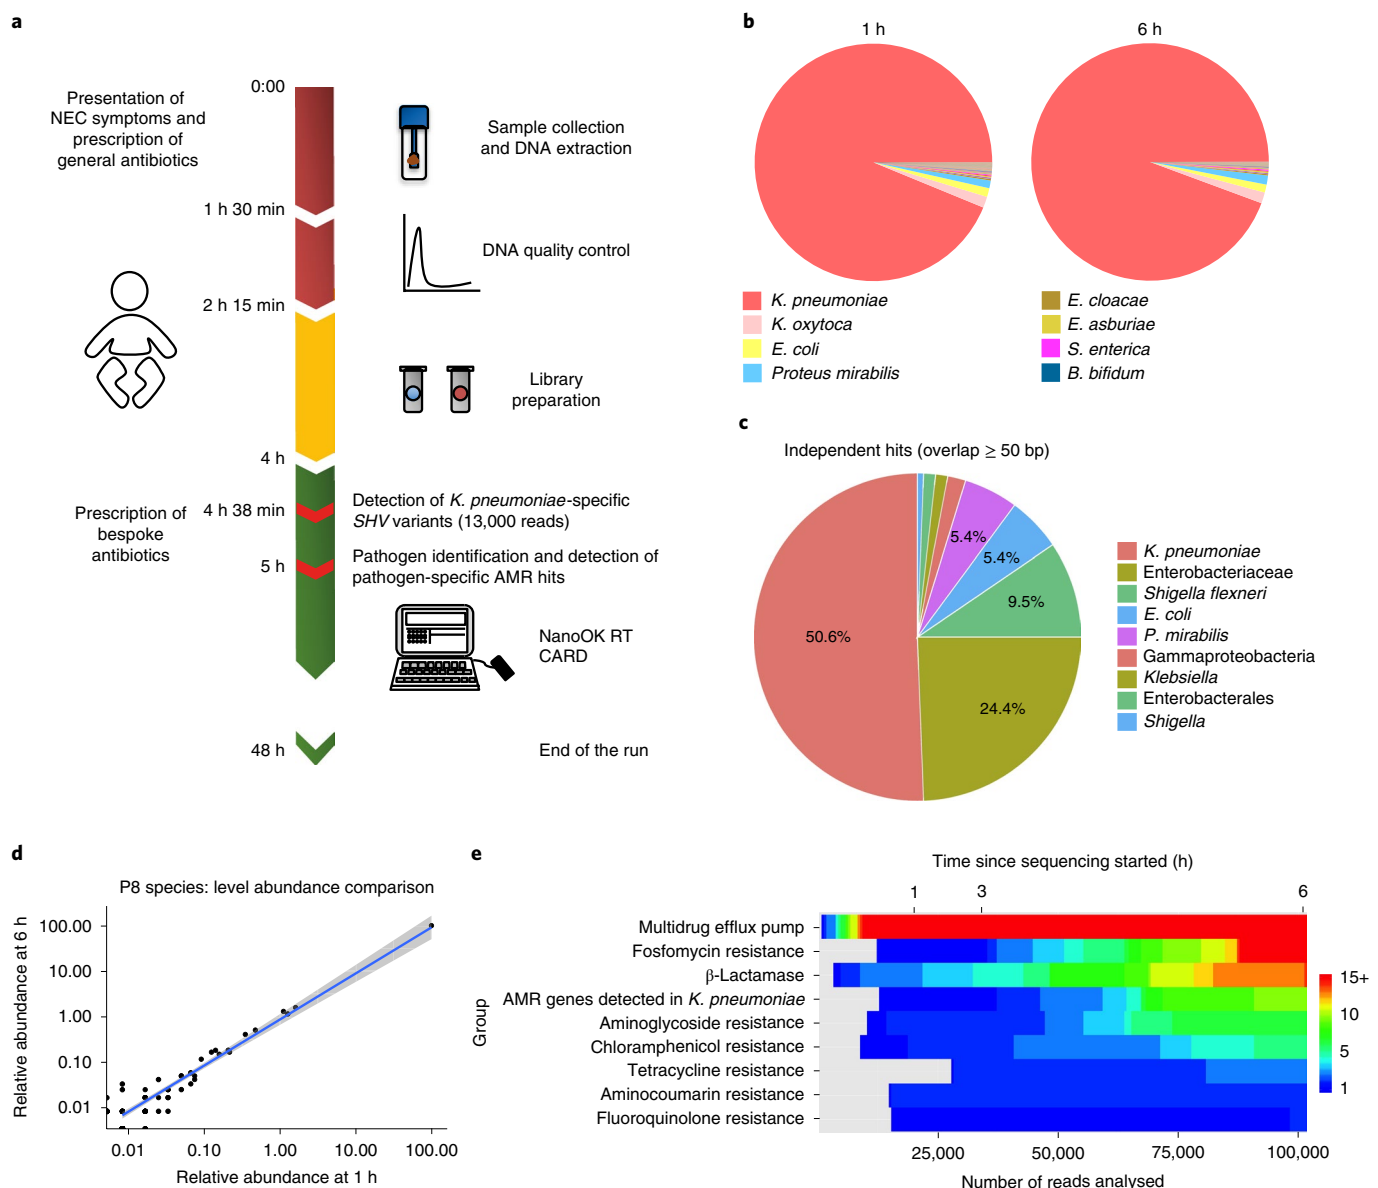 a
Presentation of
NEC symptoms and
prescription of
general antibiotics
0:00
Sample collection
and DNA extraction
1 h 30 min
DNA quality control
2 h 15 min
Library
preparation
4 h
Prescription of
bespoke
antibiotics
4 h 38 min
Detection of K. pneumoniae-specific
SHV variants (13,000 reads)
5 h
Pathogen identification and detection of
pathogen-specific AMR hits
NanoOK RT
CARD
48 h
End of the run
b
1 h
6 h
K. pneumoniae
K. oxytoca
E. coli
Proteus mirabilis
E. cloacae
E. asburiae
S. enterica
B. bifidum
c
Independent hits (overlap ≥ 50 bp)
5.4%
5.4%
9.5%
50.6%
24.4%
K. pneumoniae
Enterobacteriaceae
Shigella flexneri
E. coli
P. mirabilis
Gammaproteobacteria
Klebsiella
Enterobacterales
Shigella
d
P8 species: level abundance comparison
Relative abundance at 6 h
100.00
10.00
1.00
0.10
0.01
0.01 0.10 1.00 10.00 100.00
Relative abundance at 1 h
e
Time since sequencing started (h)
1 3 6
Group
Multidrug efflux pump
Fosfomycin resistance
β-Lactamase
AMR genes detected in K. pneumoniae
Aminoglycoside resistance
Chloramphenicol resistance
Tetracycline resistance
Aminocoumarin resistance
Fluoroquinolone resistance
25,000 50,000 75,000 100,000
Number of reads analysed
15+
10
5
1